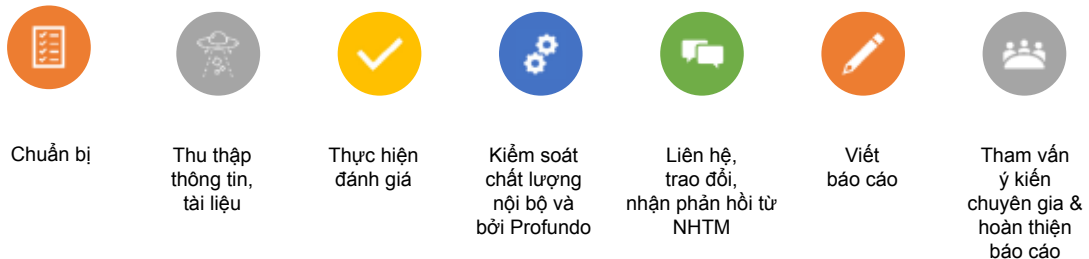 Chuẩn bị
Thu thập
thông tin,
tài liệu
Thực hiện
đánh giá
Kiểm soát
chất lượng
nội bộ và
bởi Profundo
Liên hệ,
trao đổi,
nhận phản hồi từ
NHTM
Viết
báo cáo
Tham vấn
ý kiến
chuyên gia &
hoàn thiện
báo cáo